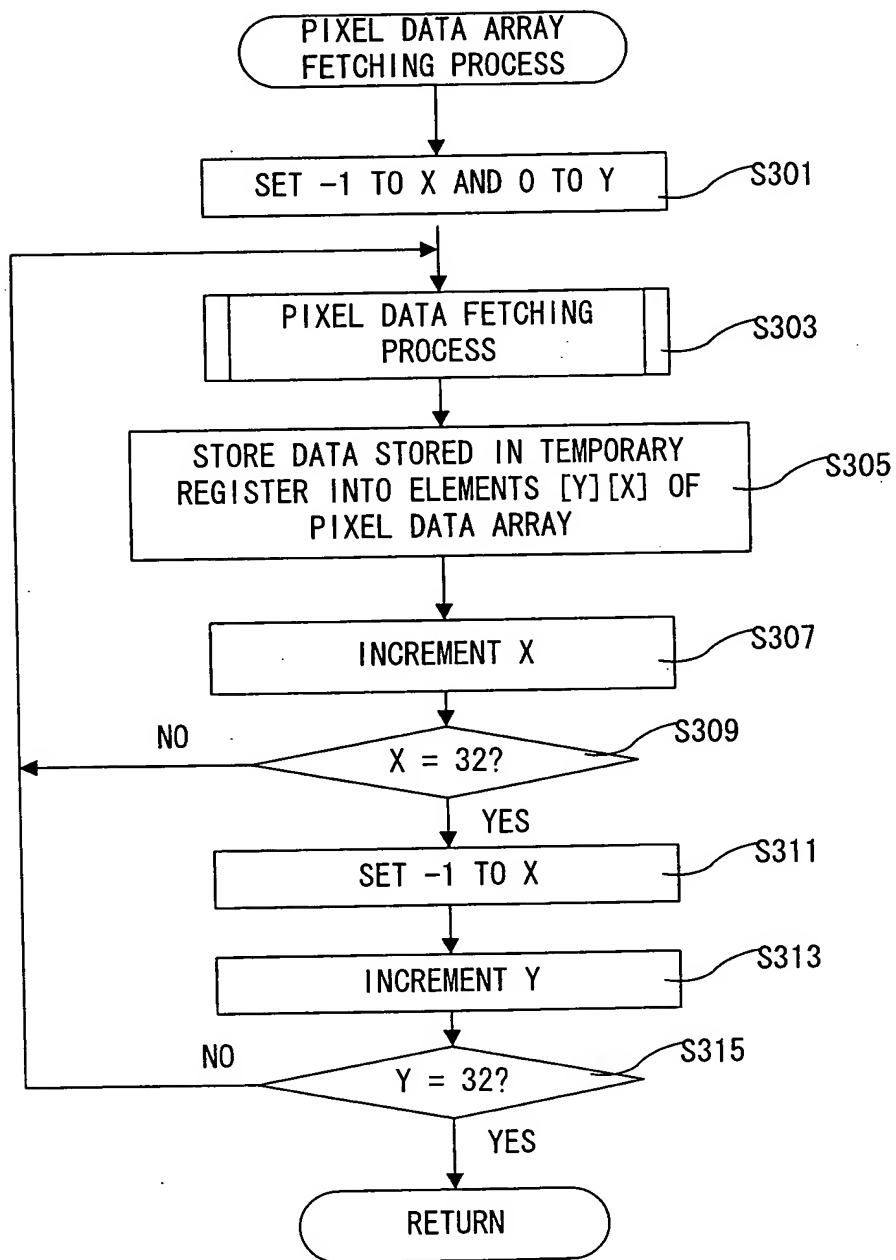 PIXEL DATA ARRAY
FETCHING PROCESS
SET -1 TO X AND 0 TO Y
S301
PIXEL DATA FETCHING
PROCESS
S303
STORE DATA STORED IN TEMPORARY
REGISTER INTO ELEMENTS [Y][X] OF
PIXEL DATA ARRAY
S305
INCREMENT X
S307
NO
X = 32?
S309
YES
SET -1 TO X
S311
INCREMENT Y
S313
NO
Y = 32?
S315
YES
RETURN